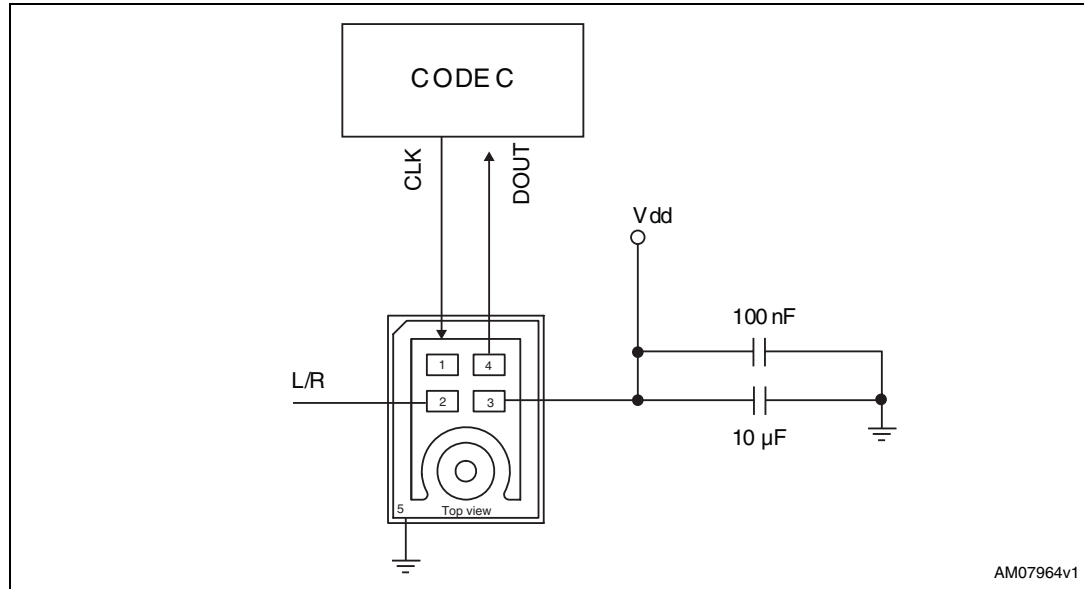 CODEC
CLK
DOUT
Vdd
100 nF
10 µF
L/R
1
4
2
3
5
Top view
AM07964v1